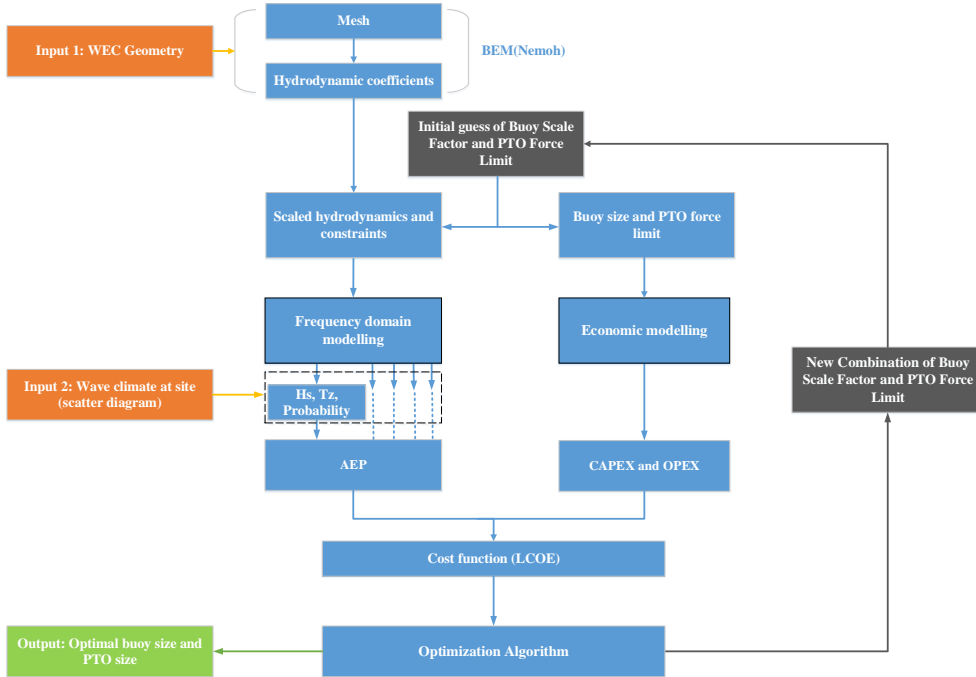 Mesh
Input 1: WEC Geometry
BEM(Nemoh)
Hydrodynamic coefficients
Initial guess of Buoy Scale
Factor and PTO Force
Limit
Scaled hydrodynamics and
constraints
Buoy size and PTO force
limit
Frequency domain
modelling
Economic modelling
New Combination of Buoy
Scale Factor and PTO Force
Limit
Input 2: Wave climate at site
(scatter diagram)
Hs, Tz,
Probability
AEP
CAPEX and OPEX
Cost function (LCOE)
Output: Optimal buoy size and
PTO size
Optimization Algorithm